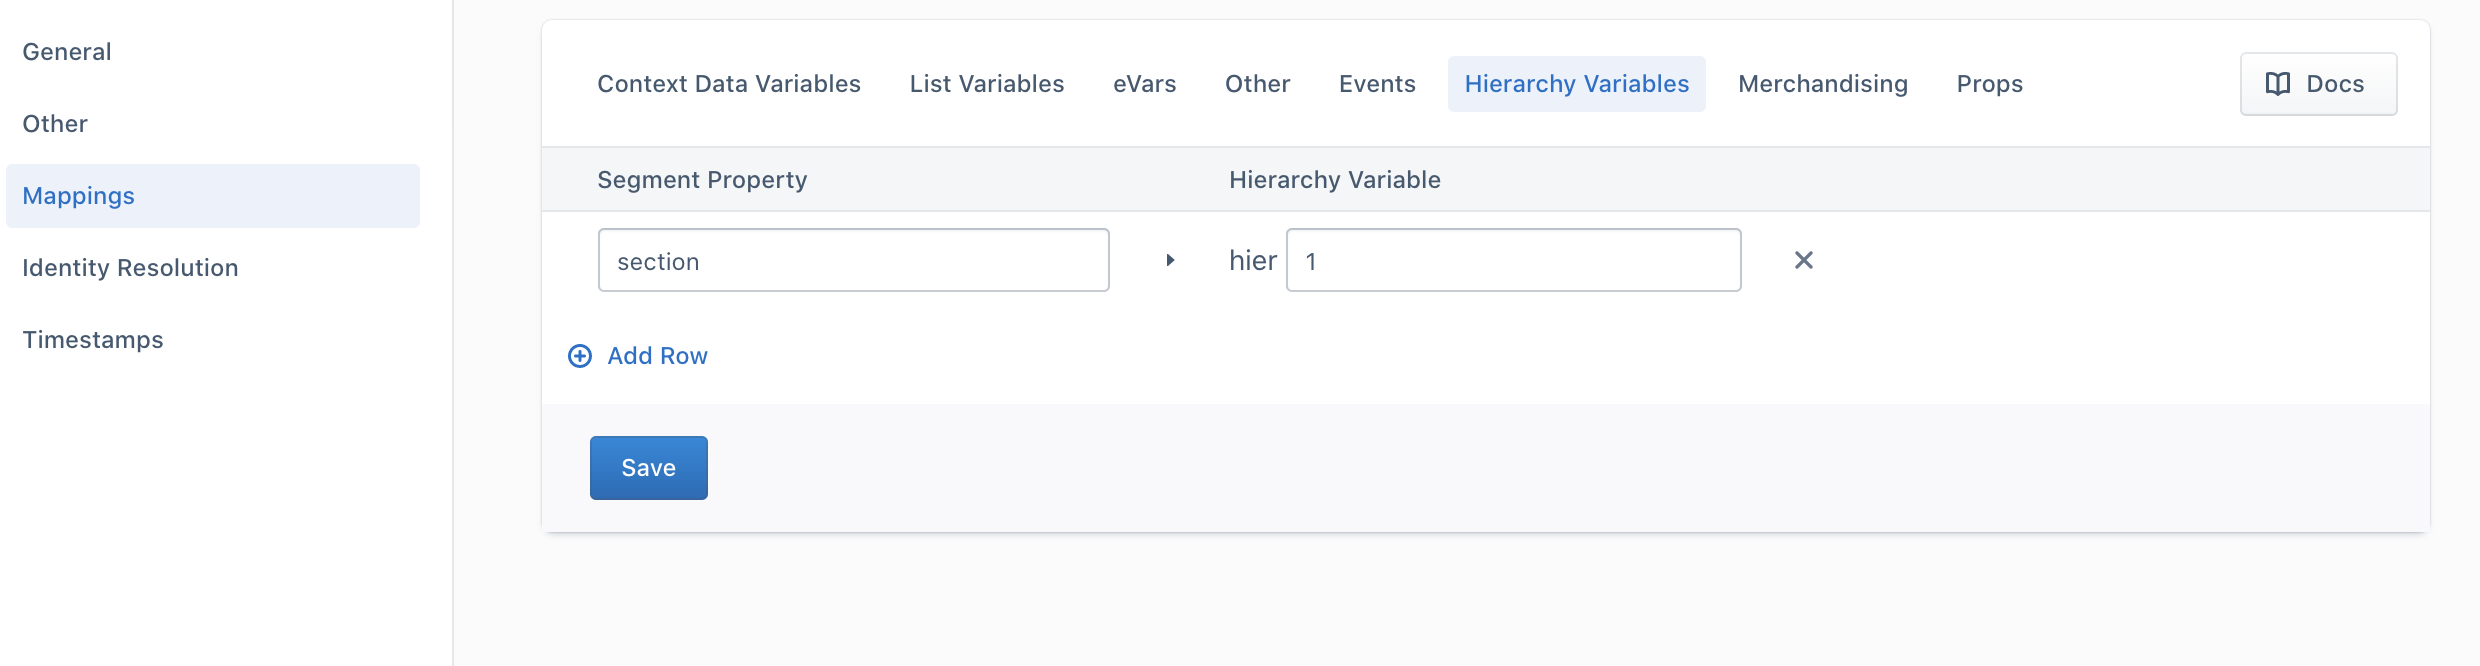 General
Other
Mappings
Identity Resolution
Timestamps
Context Data Variables List Variables eVars Other Events Hierarchy Variables Merchandising Props Docs
Segment Property Hierarchy Variable
section hier 1
Add Row
Save